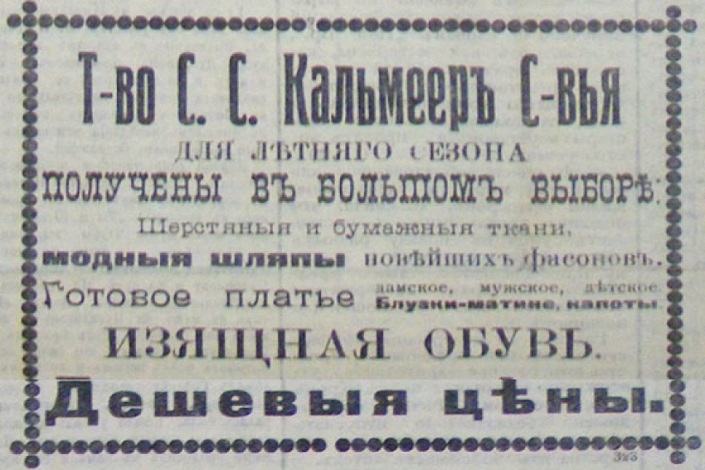 Т-во С. С. Кальмееръ С-вья
ДЛЯ ЛѢТНЯГО СЕЗОНА
ПОЛУЧЕНЫ ВЪ БОЛЬШОМЪ ВЫБОРѢ:
Шерстяныя и бумажныя ткани,
модныя шляпы новѣйшихъ фасоновъ.
Готовое платье дамское, мужское, дѣтское.
Блузки-матине, капоты.
ИЗЯЩНАЯ ОБУВЬ.
Дешевыя цѣны.
323